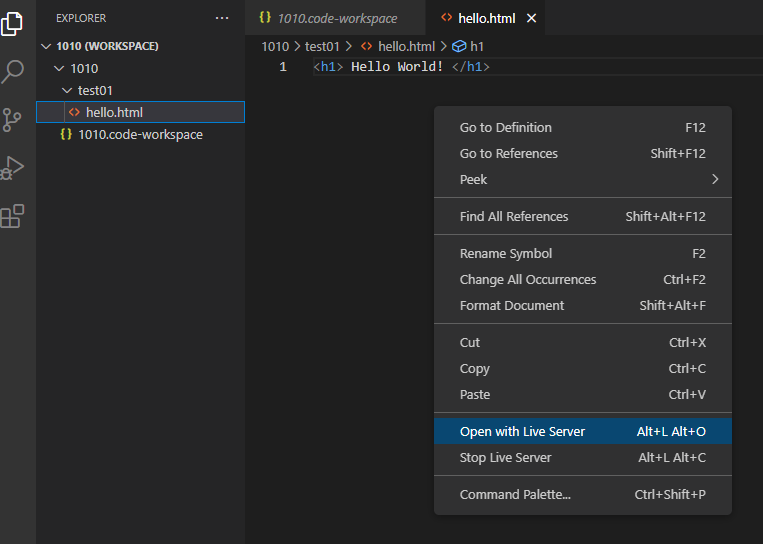 EXPLORER ...
1010 (WORKSPACE)
1010
test01
hello.html
{} 1010.code-workspace
{} 1010.code-workspace
<> hello.html ×
1010 > test01 > <> hello.html > h1
1 <h1> Hello World! </h1>
Go to Definition F12
Go to References Shift+F12
Peek >
Find All References Shift+Alt+F12
Rename Symbol F2
Change All Occurrences Ctrl+F2
Format Document Shift+Alt+F
Cut Ctrl+X
Copy Ctrl+C
Paste Ctrl+V
Open with Live Server Alt+L Alt+O
Stop Live Server Alt+L Alt+C
Command Palette... Ctrl+Shift+P